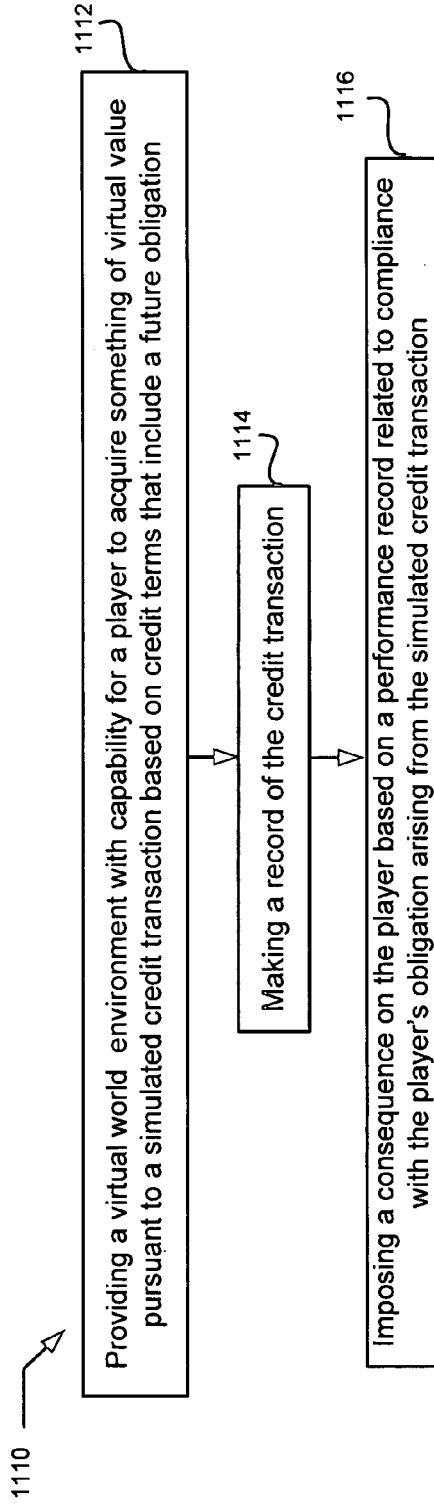 1110
1112
Providing a virtual world environment with capability for a player to acquire something of virtual value
pursuant to a simulated credit transaction based on credit terms that include a future obligation
1114
Making a record of the credit transaction
1116
Imposing a consequence on the player based on a performance record related to compliance
with the player's obligation arising from the simulated credit transaction